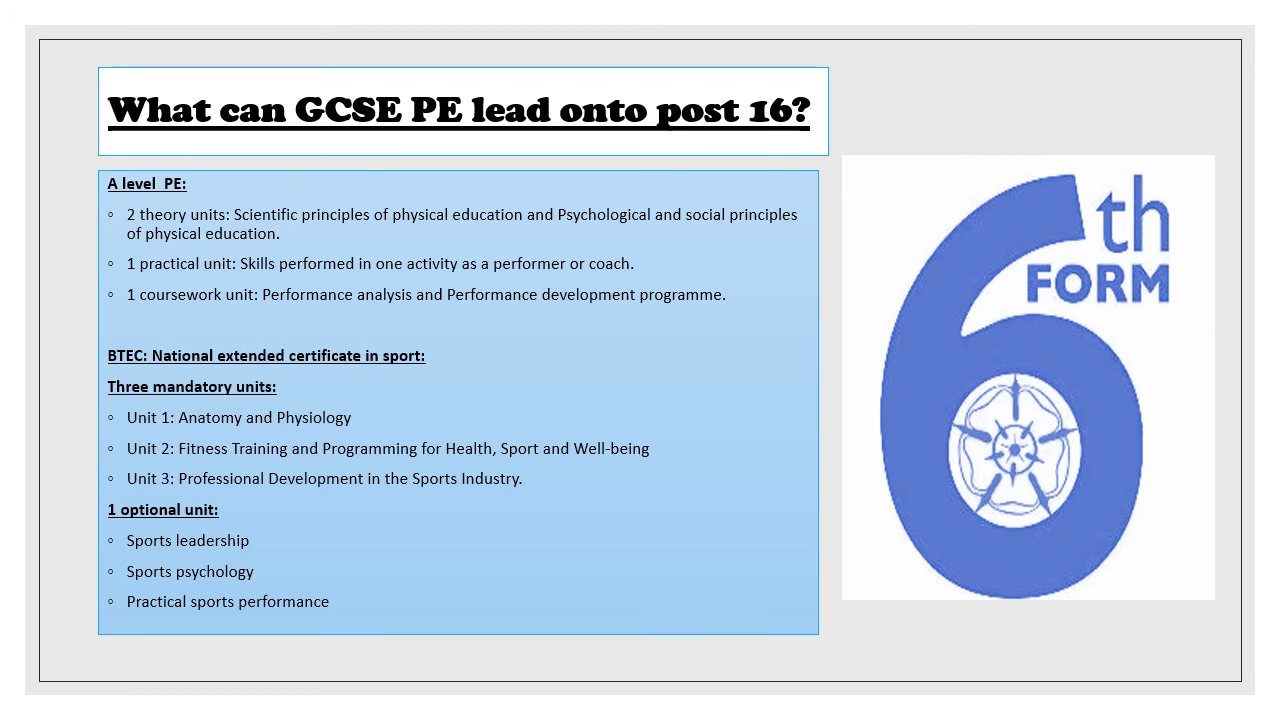 What can GCSE PE lead onto post 16?
A level  PE:
◦ 2 theory units: Scientific principles of physical education and Psychological and social principles
of physical education.
◦ 1 practical unit: Skills performed in one activity as a performer or coach.
◦ 1 coursework unit: Performance analysis and Performance development programme.
BTEC: National extended certificate in sport:
Three mandatory units:
◦ Unit 1: Anatomy and Physiology
◦ Unit 2: Fitness Training and Programming for Health, Sport and Well-being
◦ Unit 3: Professional Development in the Sports Industry.
1 optional unit:
◦ Sports leadership
◦ Sports psychology
◦ Practical sports performance
6th
FORM